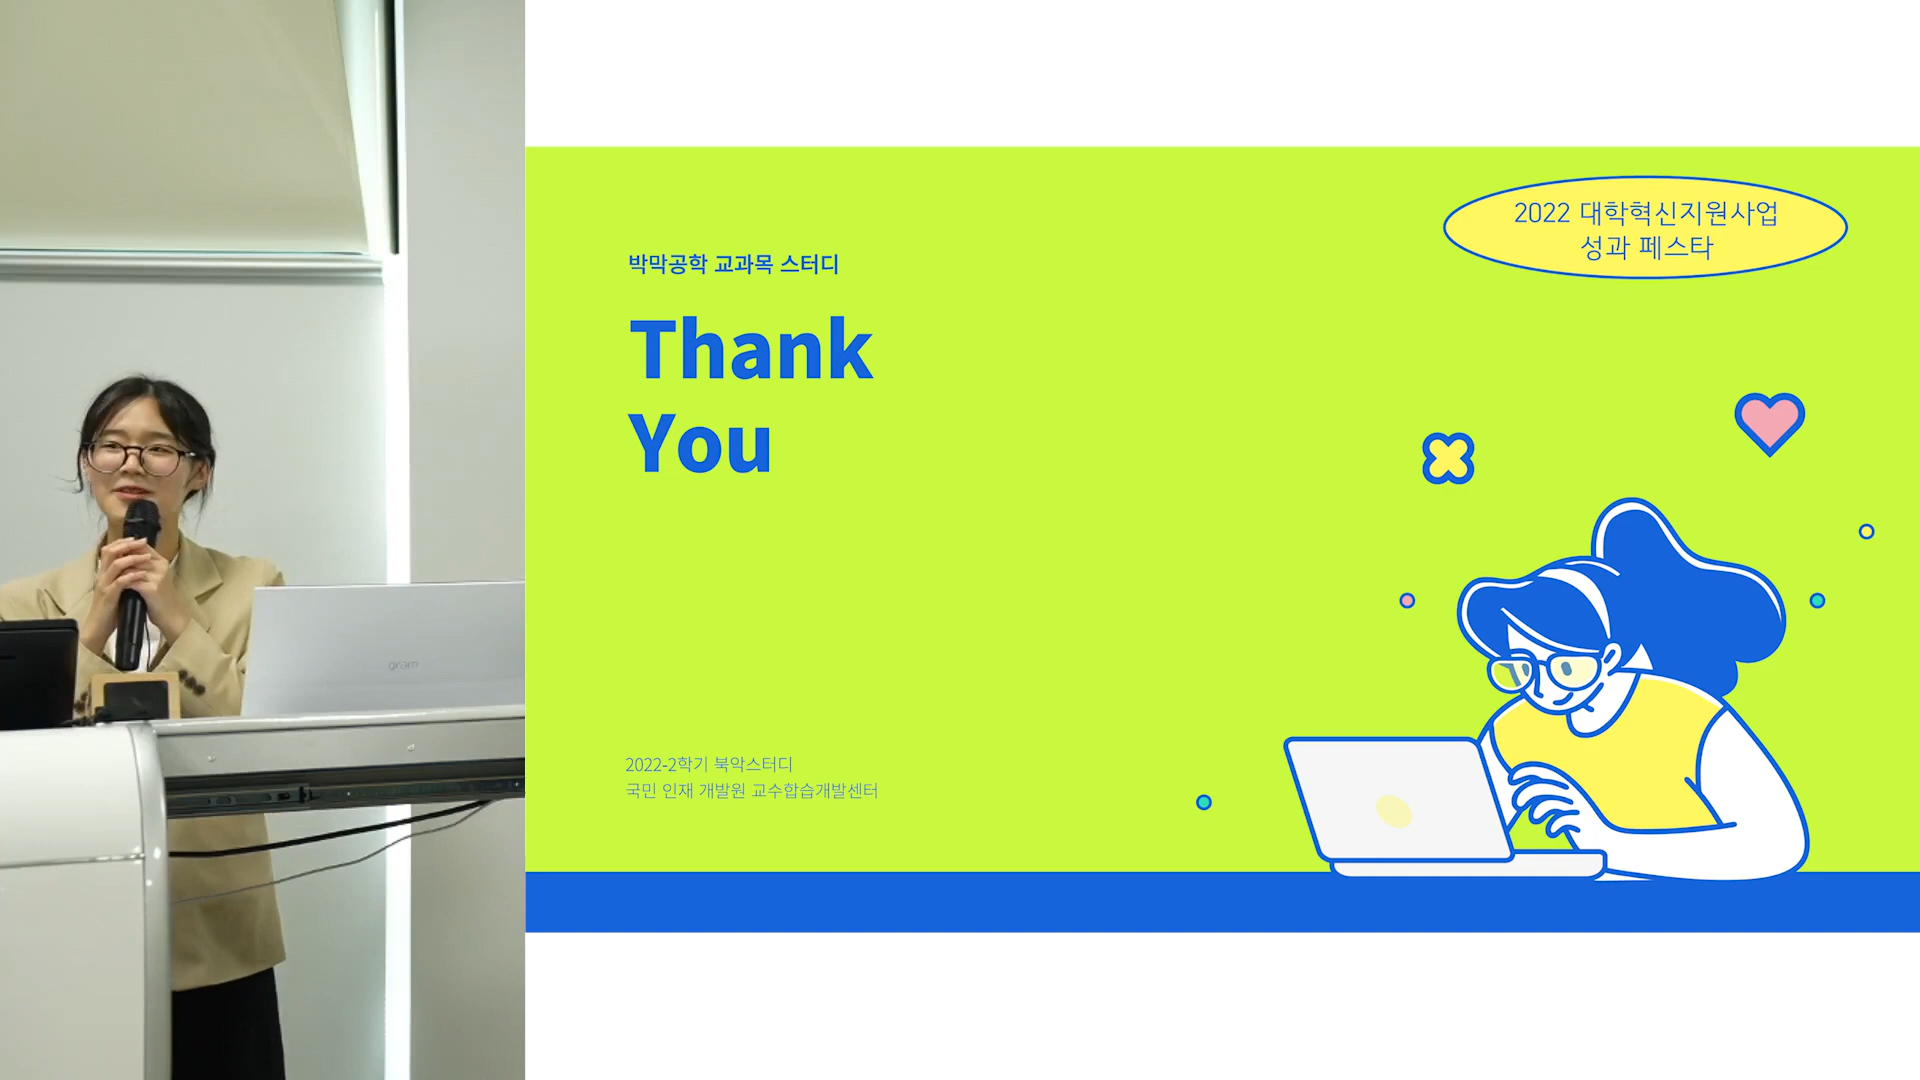 2022 대학혁신지원사업
성과 페스타
박막공학 교과목 스터디
Thank
You
2022-2학기 북악스터디
국민 인재 개발원 교수합습개발센터
gram